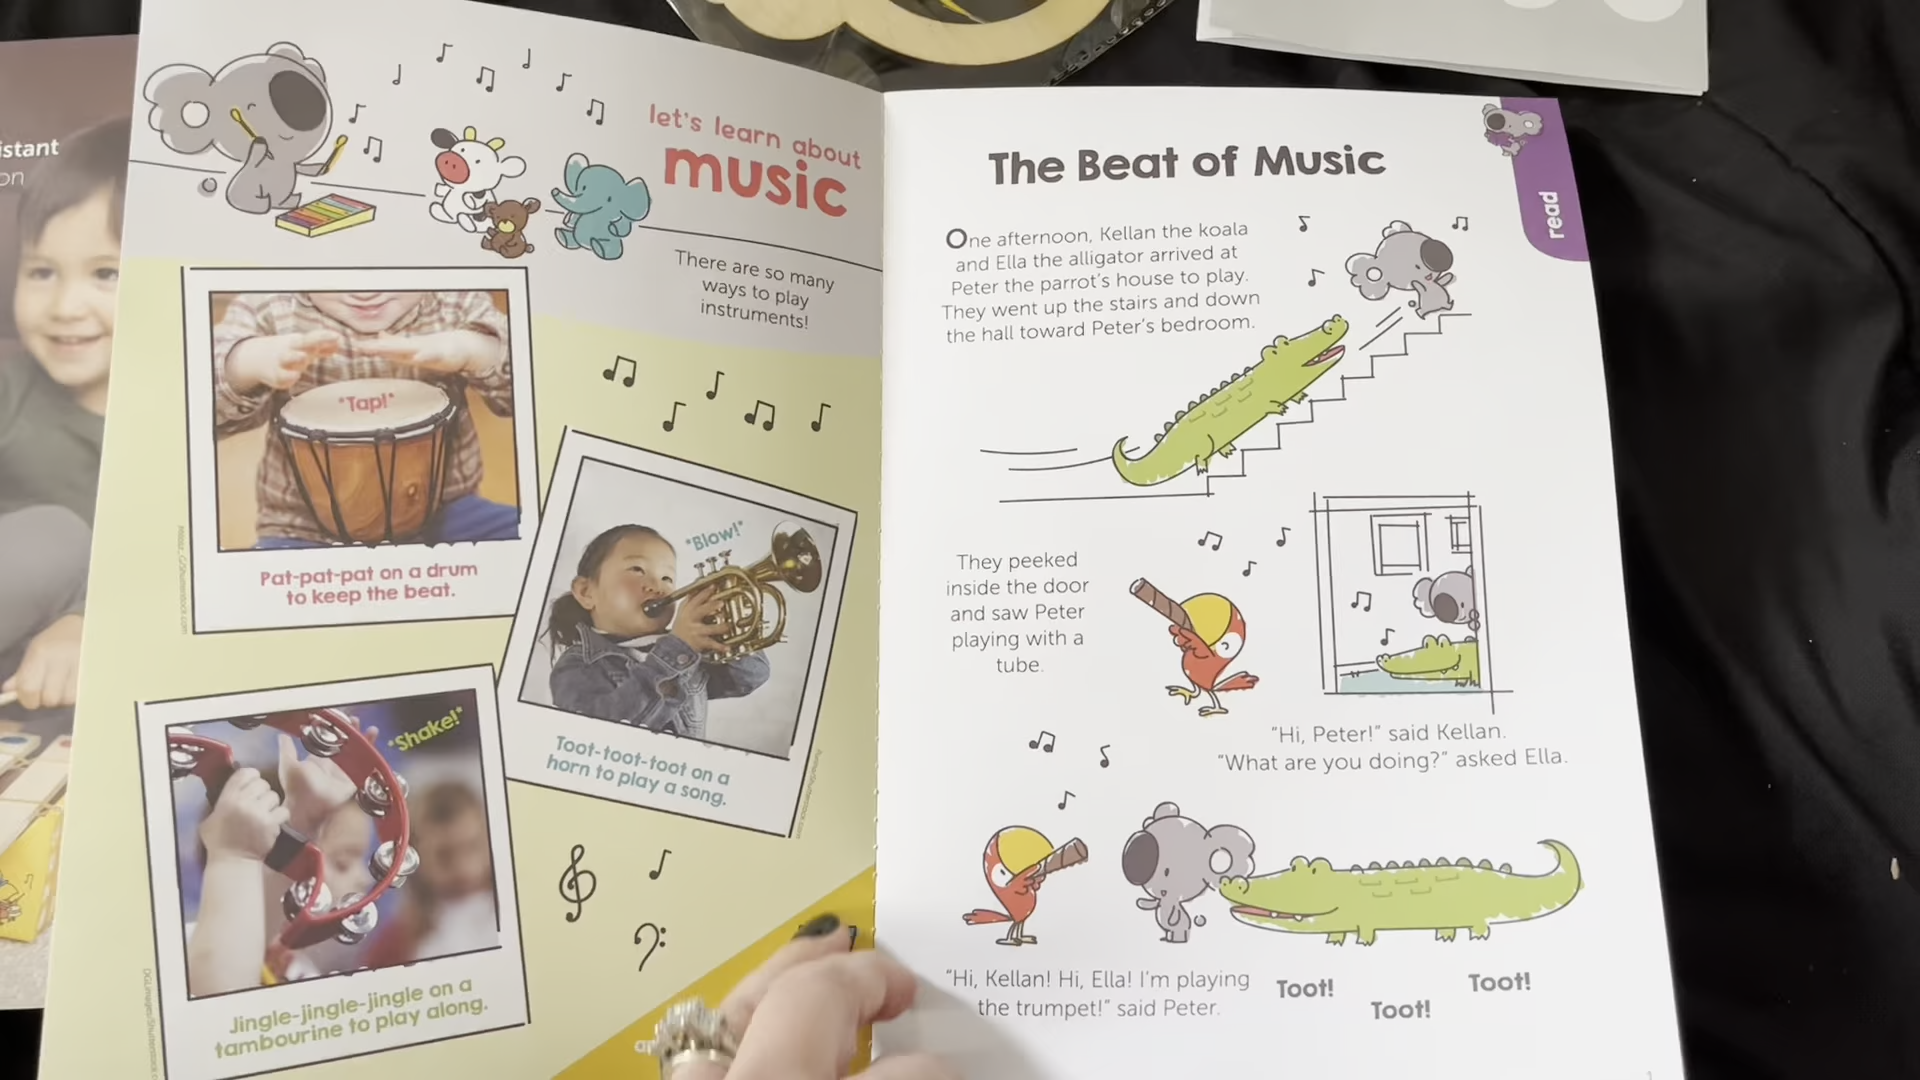 istant
on
let's learn about
music
There are so many
ways to play
instruments!
*Tap!*
Pat-pat-pat on a drum
to keep the beat.
*Blow!*
Toot-toot-toot on a
horn to play a song.
*Shake!*
Jingle-jingle-jingle on a
tambourine to play along.
read
The Beat of Music
One afternoon, Kellan the koala
and Ella the alligator arrived at
Peter the parrot's house to play.
They went up the stairs and down
the hall toward Peter's bedroom.
They peeked
inside the door
and saw Peter
playing with a
tube.
"Hi, Peter!" said Kellan.
"What are you doing?" asked Ella.
"Hi, Kellan! Hi, Ella! I'm playing
the trumpet!" said Peter.
Toot!
Toot!
Toot!